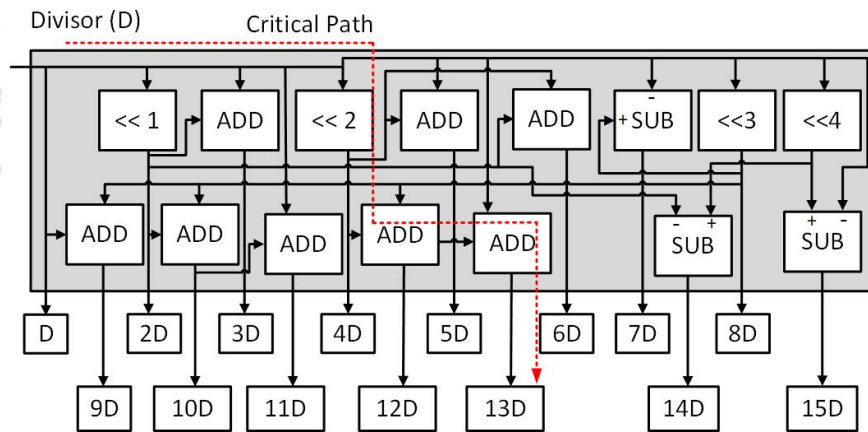 Divisor (D) Critical Path
<< 1 ADD << 2 ADD ADD - + SUB <<3 <<4
ADD ADD ADD ADD ADD - + SUB + - SUB
D 2D 3D 4D 5D 6D 7D 8D
9D 10D 11D 12D 13D 14D 15D